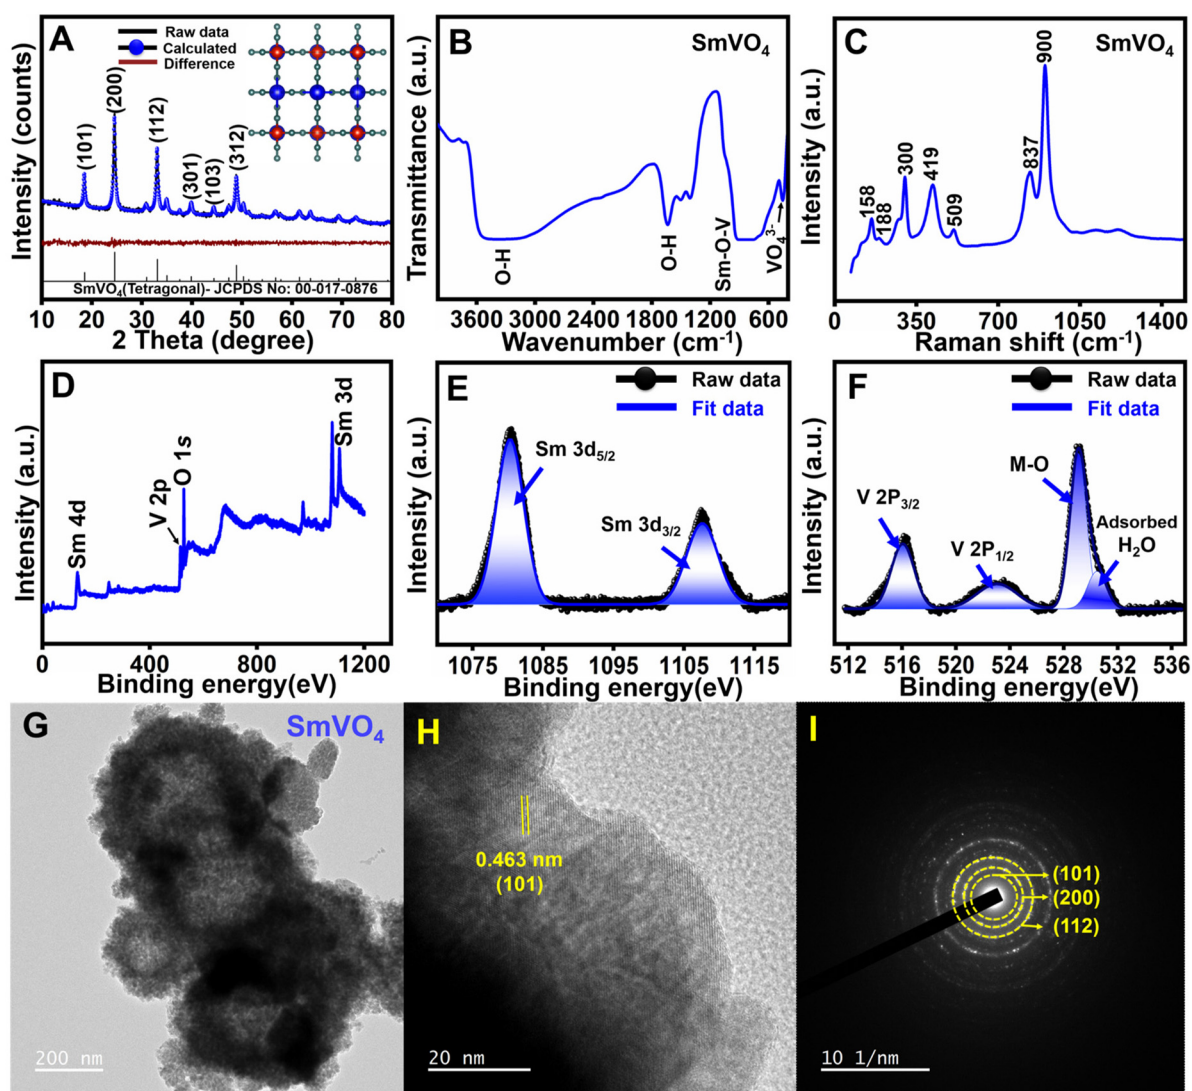 A
Raw data
Calculated
Difference
(101)
(200)
(112)
(301)
(103)
(312)
SmVO4(Tetragonal)- JCPDS No: 00-017-0876
10 20 30 40 50 60 70 80
2 Theta (degree)
Intensity (counts)
B
SmVO4
O-H
O-H
Sm-O-V
VO43-
3600 3000 2400 1800 1200 600
Wavenumber (cm-1)
Transmittance (a.u.)
C
SmVO4
158
188
300
419
509
837
900
0 350 700 1050 1400
Raman shift (cm-1)
Intensity (a.u.)
D
Sm 4d
V 2p
O 1s
Sm 3d
0 400 800 1200
Binding energy(eV)
Intensity (a.u.)
E
Raw data
Fit data
Sm 3d5/2
Sm 3d3/2
1075 1085 1095 1105 1115
Binding energy(eV)
Intensity (a.u.)
F
Raw data
Fit data
V 2P3/2
V 2P1/2
M-O
Adsorbed
H2O
512 516 520 524 528 532 536
Binding energy(eV)
Intensity (a.u.)
G
SmVO4
200 nm
H
0.463 nm
(101)
20 nm
I
(101)
(200)
(112)
10 1/nm